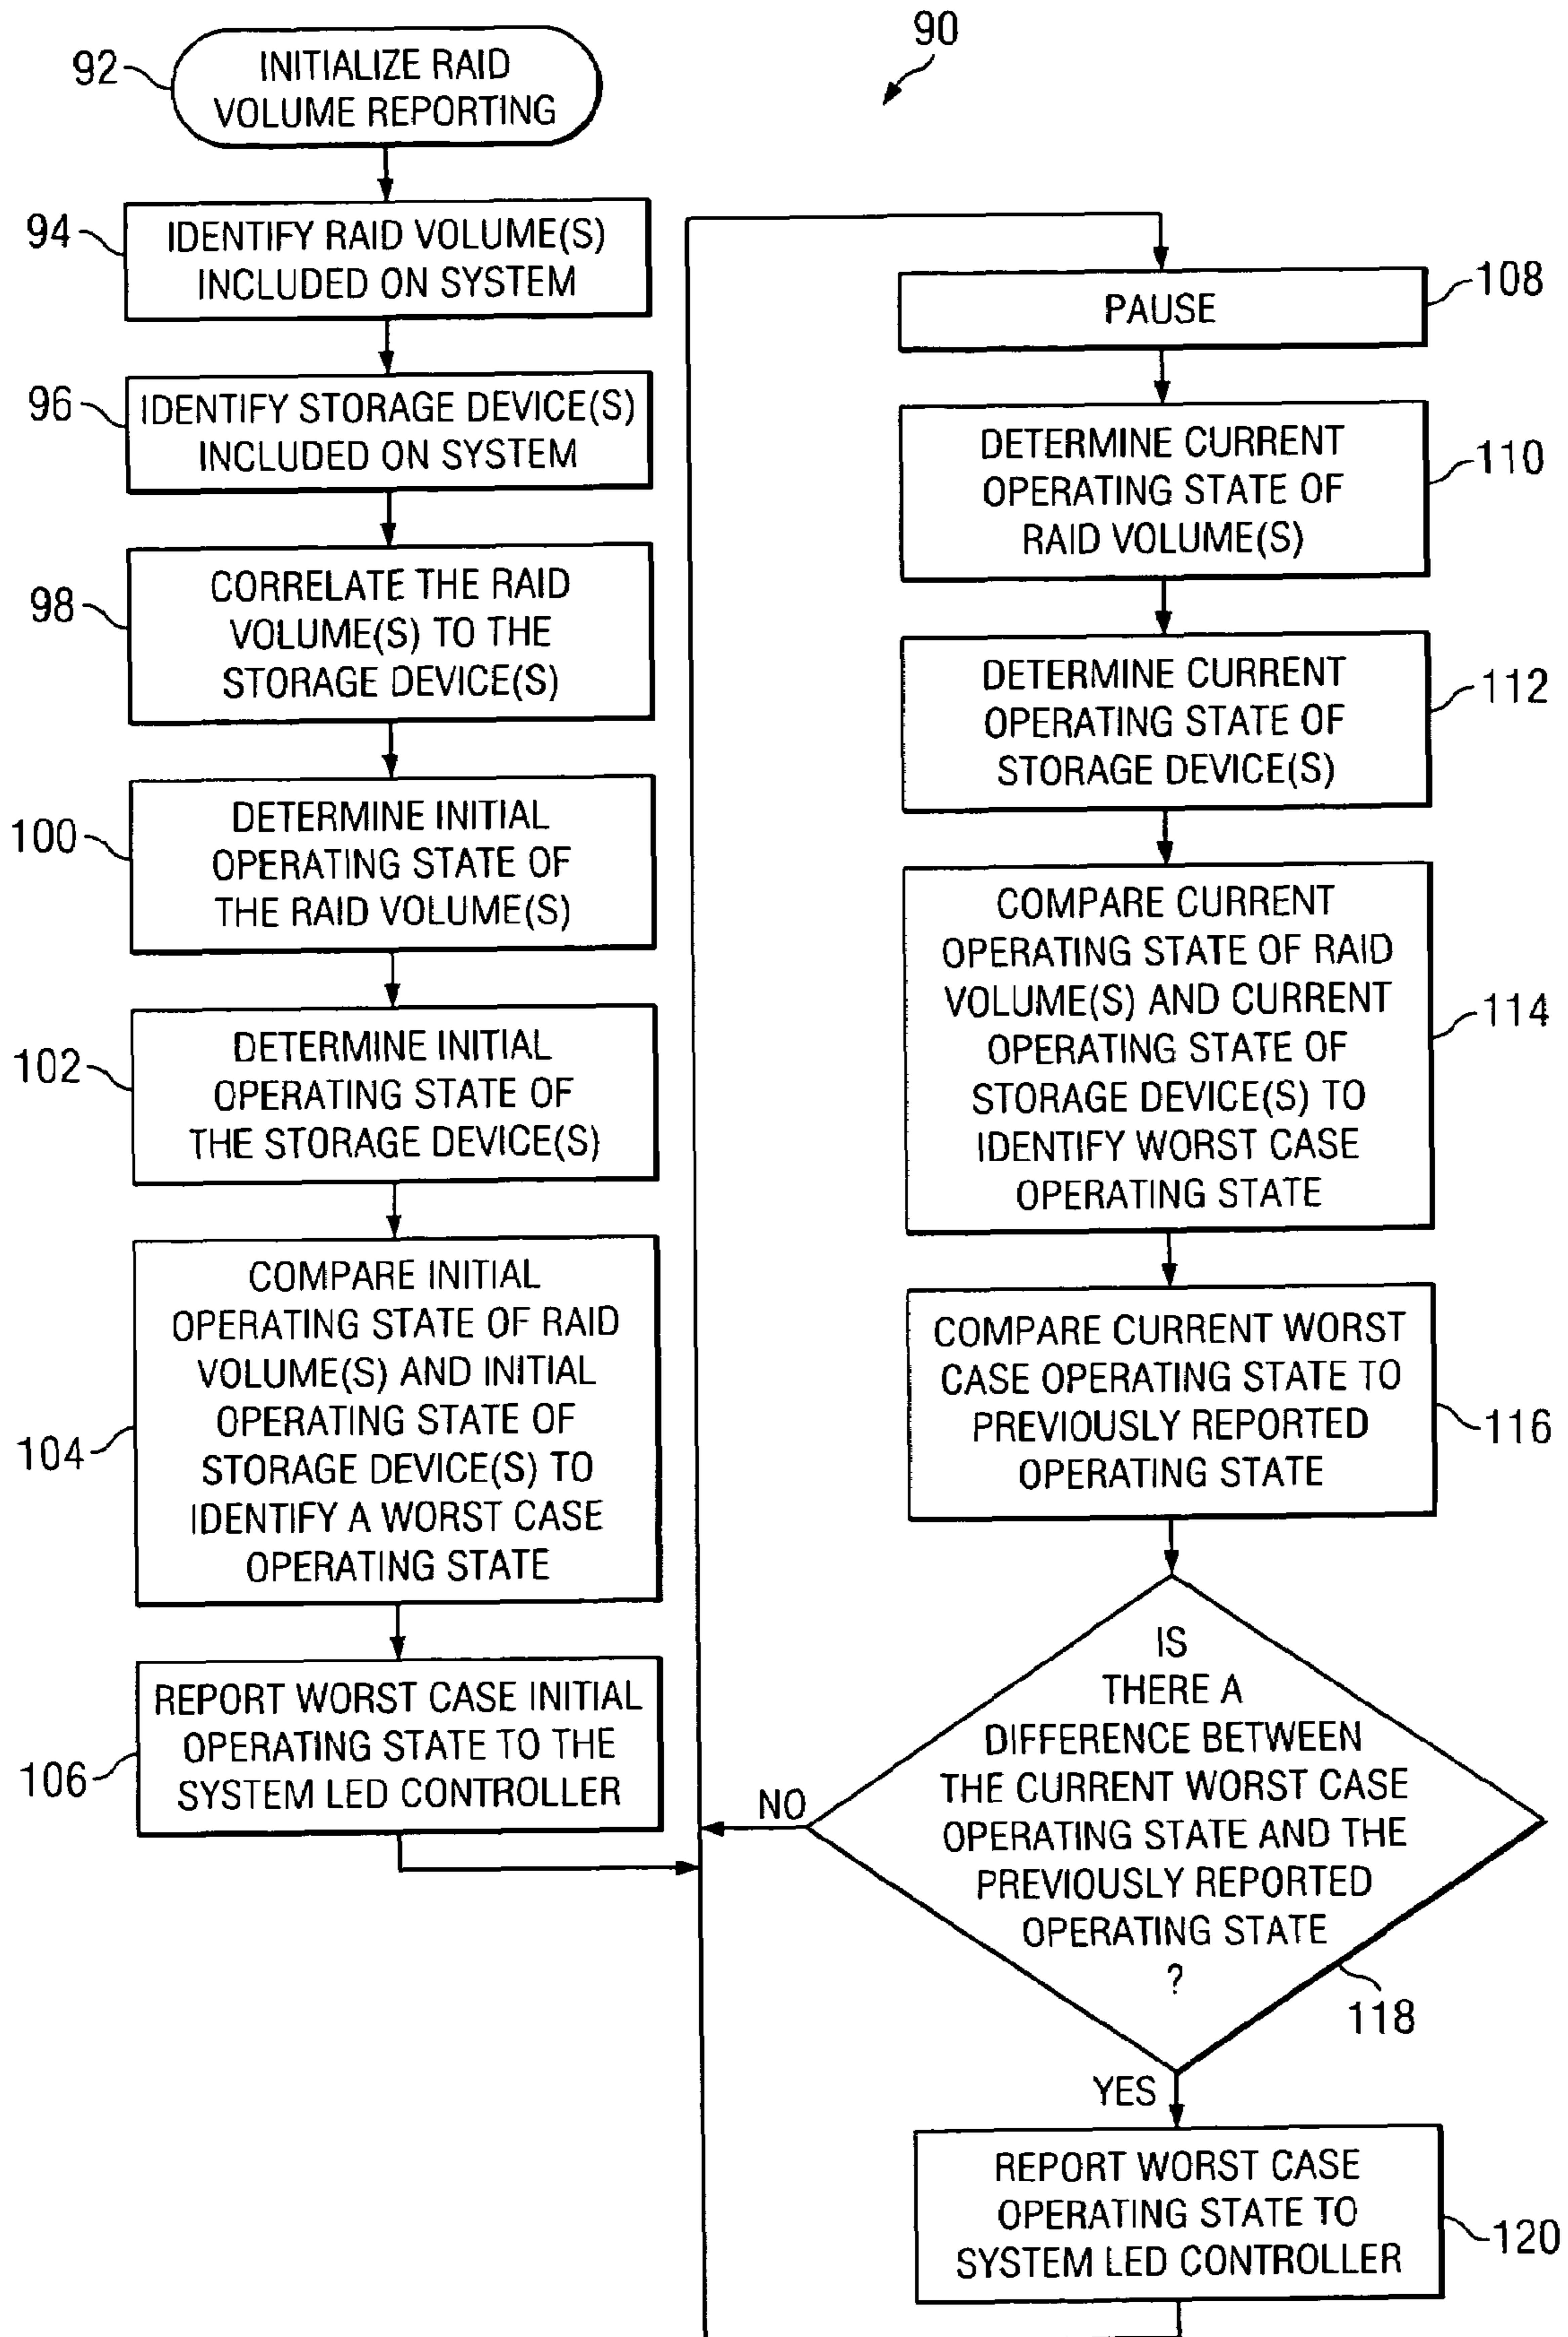 90
92
INITIALIZE RAID
VOLUME REPORTING
94
IDENTIFY RAID VOLUME(S)
INCLUDED ON SYSTEM
96
IDENTIFY STORAGE DEVICE(S)
INCLUDED ON SYSTEM
98
CORRELATE THE RAID
VOLUME(S) TO THE
STORAGE DEVICE(S)
100
DETERMINE INITIAL
OPERATING STATE OF
THE RAID VOLUME(S)
102
DETERMINE INITIAL
OPERATING STATE OF
THE STORAGE DEVICE(S)
104
COMPARE INITIAL
OPERATING STATE OF RAID
VOLUME(S) AND INITIAL
OPERATING STATE OF
STORAGE DEVICE(S) TO
IDENTIFY A WORST CASE
OPERATING STATE
106
REPORT WORST CASE INITIAL
OPERATING STATE TO THE
SYSTEM LED CONTROLLER
PAUSE
108
DETERMINE CURRENT
OPERATING STATE OF
RAID VOLUME(S)
110
DETERMINE CURRENT
OPERATING STATE OF
STORAGE DEVICE(S)
112
COMPARE CURRENT
OPERATING STATE OF RAID
VOLUME(S) AND CURRENT
OPERATING STATE OF
STORAGE DEVICE(S) TO
IDENTIFY WORST CASE
OPERATING STATE
114
COMPARE CURRENT WORST
CASE OPERATING STATE TO
PREVIOUSLY REPORTED
OPERATING STATE
116
IS
THERE A
DIFFERENCE BETWEEN
THE CURRENT WORST CASE
OPERATING STATE AND THE
PREVIOUSLY REPORTED
OPERATING STATE
?
118
NO
YES
REPORT WORST CASE
OPERATING STATE TO
SYSTEM LED CONTROLLER
120